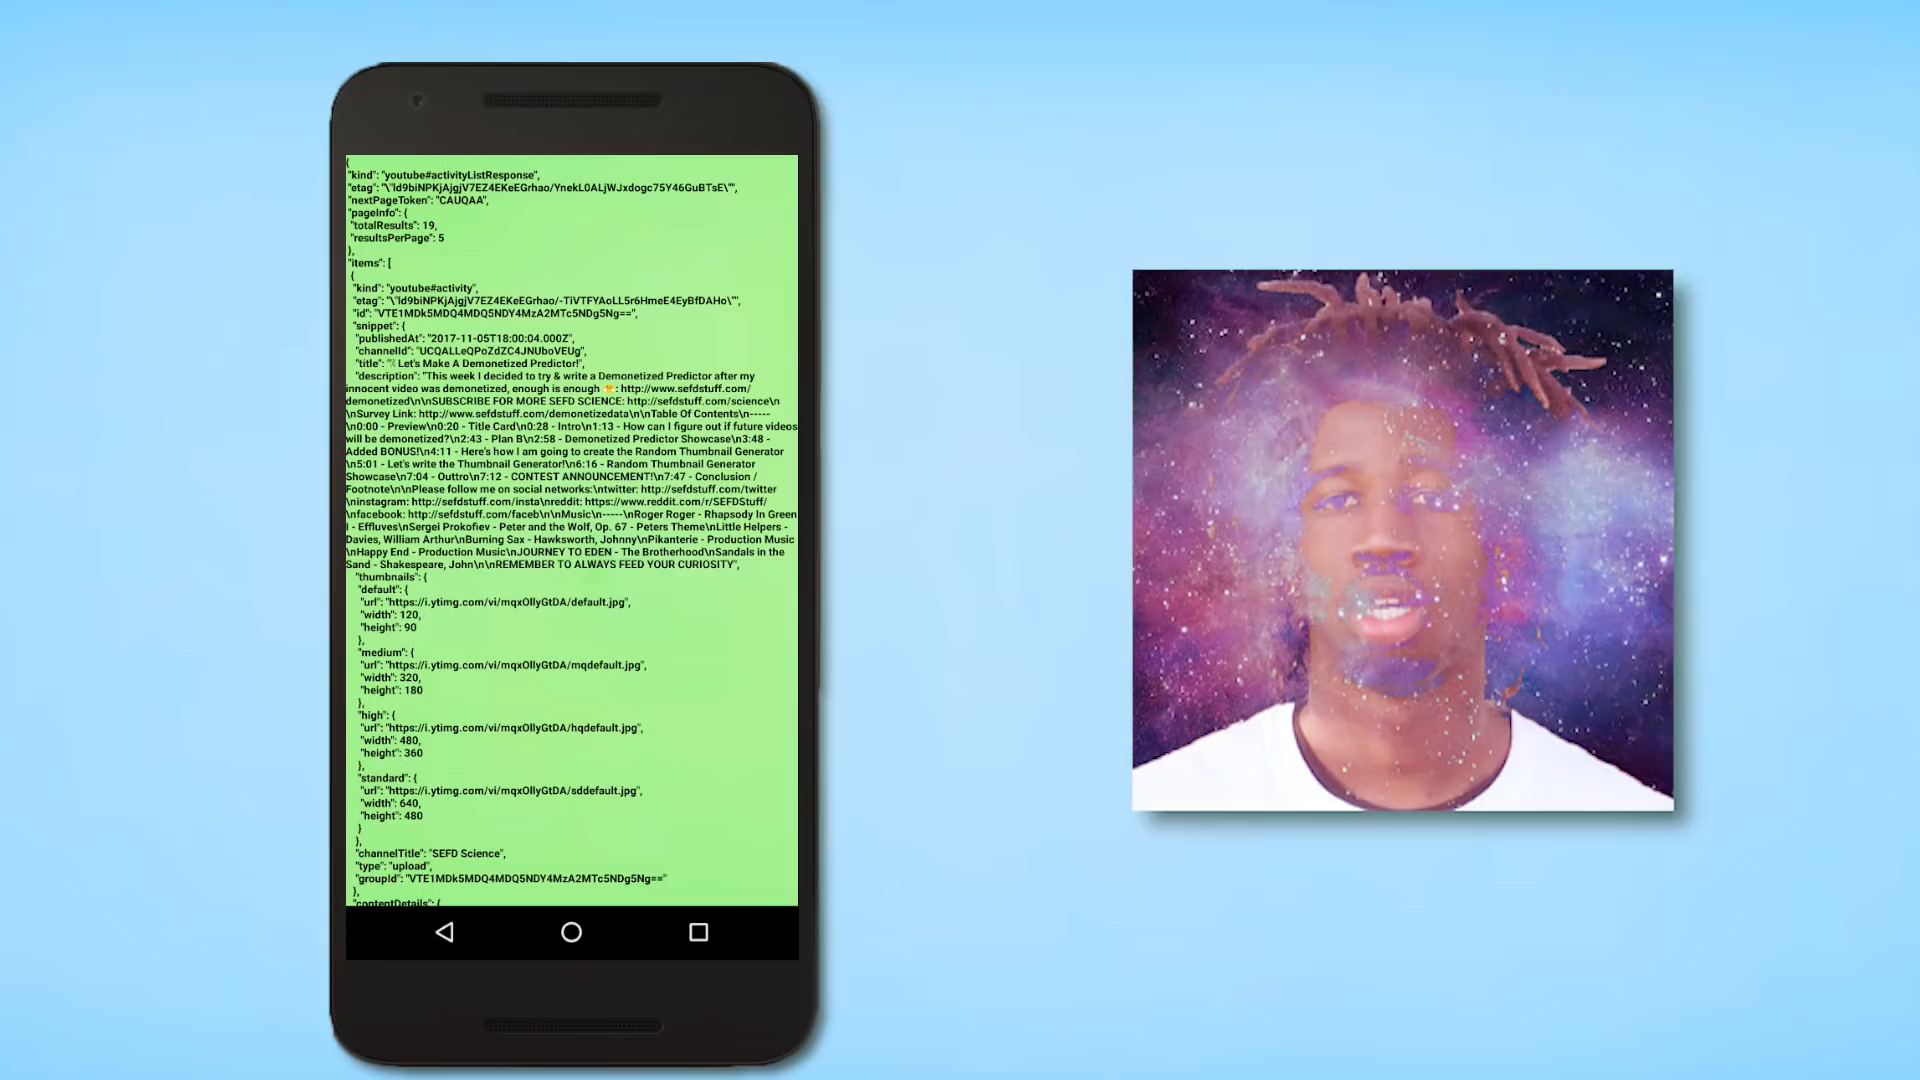 {
"kind": "youtube#activityListResponse",
"etag": "\"ld9biNPKjAjgjV7EZ4EKeEGrhao/YnekL0ALjWJxdogc75Y46GuBTsE\"",
"nextPageToken": "CAUQAA",
"pageInfo": {
"totalResults": 19,
"resultsPerPage": 5
},
"items": [
{
"kind": "youtube#activity",
"etag": "\"ld9biNPKjAjgjV7EZ4EKeEGrhao/-TiVTFYAoLL5r6HmeE4EyBfDAHo\"",
"id": "VTE1MDk5MDQ4MDQ5NDY4MzA2MTc5NDg5Ng==",
"snippet": {
"publishedAt": "2017-11-05T18:00:04.000Z",
"channelId": "UCQALLeQPoZdZC4JNUboVEUg",
"title": " Let's Make A Demonetized Predictor!",
"description": "This week I decided to try & write a Demonetized Predictor after my
innocent video was demonetized, enough is enough 😤: http://www.sefdstuff.com/
demonetized\n\nSUBSCRIBE FOR MORE SEFD SCIENCE: http://sefdstuff.com/science\n
\nSurvey Link: http://www.sefdstuff.com/demonetizedata\n\nTable Of Contents\n-----
\n0:00 - Preview\n0:20 - Title Card\n0:28 - Intro\n1:13 - How can I figure out if future videos
will be demonetized?\n2:43 - Plan B\n2:58 - Demonetized Predictor Showcase\n3:48 -
Added BONUS!\n4:11 - Here's how I am going to create the Random Thumbnail Generator
\n5:01 - Let's write the Thumbnail Generator!\n6:16 - Random Thumbnail Generator
Showcase\n7:04 - Outtro\n7:12 - CONTEST ANNOUNCEMENT!\n7:47 - Conclusion /
Footnote\n\nPlease follow me on social networks:\ntwitter: http://sefdstuff.com/twitter
\ninstagram: http://sefdstuff.com/insta\nreddit: https://www.reddit.com/r/SEFDStuff/
\nfacebook: http://sefdstuff.com/faceb\n\nMusic\n-----\nRoger Roger - Rhapsody In Green
I - Effluves\nSergei Prokofiev - Peter and the Wolf, Op. 67 - Peters Theme\nLittle Helpers -
Davies, William Arthur\nBurning Sax - Hawksworth, Johnny\nPikanterie - Production Music
\nHappy End - Production Music\nJOURNEY TO EDEN - The Brotherhood\nSandals in the
Sand - Shakespeare, John\n\nREMEMBER TO ALWAYS FEED YOUR CURIOSITY",
"thumbnails": {
"default": {
"url": "https://i.ytimg.com/vi/mqxOllyGtDA/default.jpg",
"width": 120,
"height": 90
},
"medium": {
"url": "https://i.ytimg.com/vi/mqxOllyGtDA/mqdefault.jpg",
"width": 320,
"height": 180
},
"high": {
"url": "https://i.ytimg.com/vi/mqxOllyGtDA/hqdefault.jpg",
"width": 480,
"height": 360
},
"standard": {
"url": "https://i.ytimg.com/vi/mqxOllyGtDA/sddefault.jpg",
"width": 640,
"height": 480
}
},
"channelTitle": "SEFD Science",
"type": "upload",
"groupId": "VTE1MDk5MDQ4MDQ5NDY4MzA2MTc5NDg5Ng=="
},
"contentDetails": {